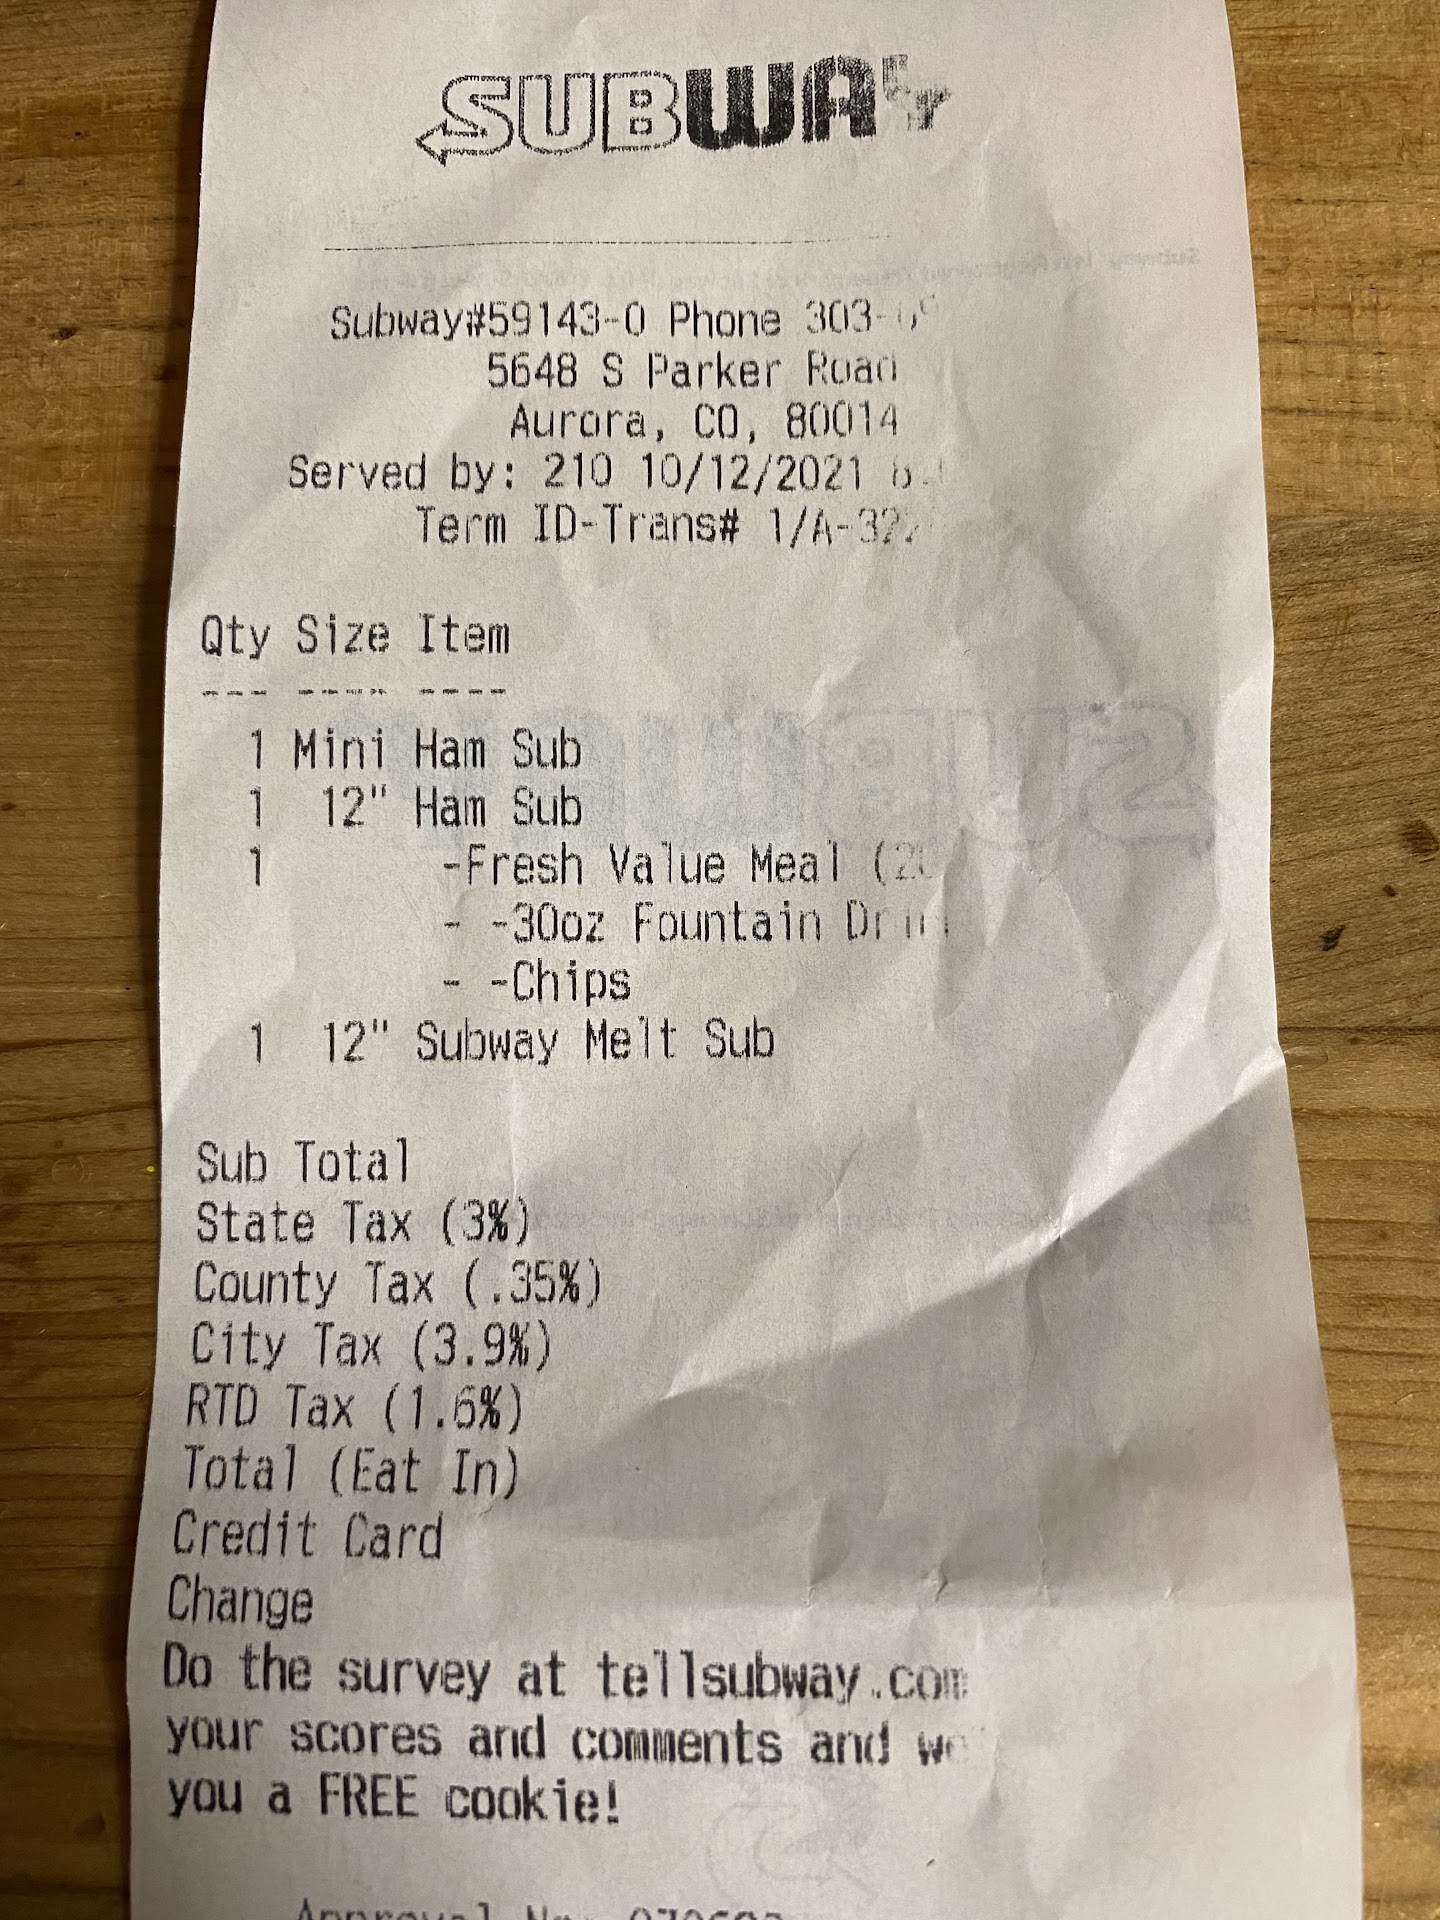 SUBWAY
Subway#59143-0 Phone 303-
5648 S Parker Road
Aurora, CO, 80014
Served by: 210 10/12/2021
Term ID-Trans# 1/A-322
Qty Size Item
--- ---- ----
1 Mini Ham Sub
1 12" Ham Sub
1 -Fresh Value Meal
- -30oz Fountain Drin
- -Chips
1 12" Subway Melt Sub
Sub Total
State Tax (3%)
County Tax (.35%)
City Tax (3.9%)
RTD Tax (1.6%)
Total (Eat In)
Credit Card
Change
Do the survey at tellsubway.com
your scores and comments and
you a FREE cookie!
Approval No: